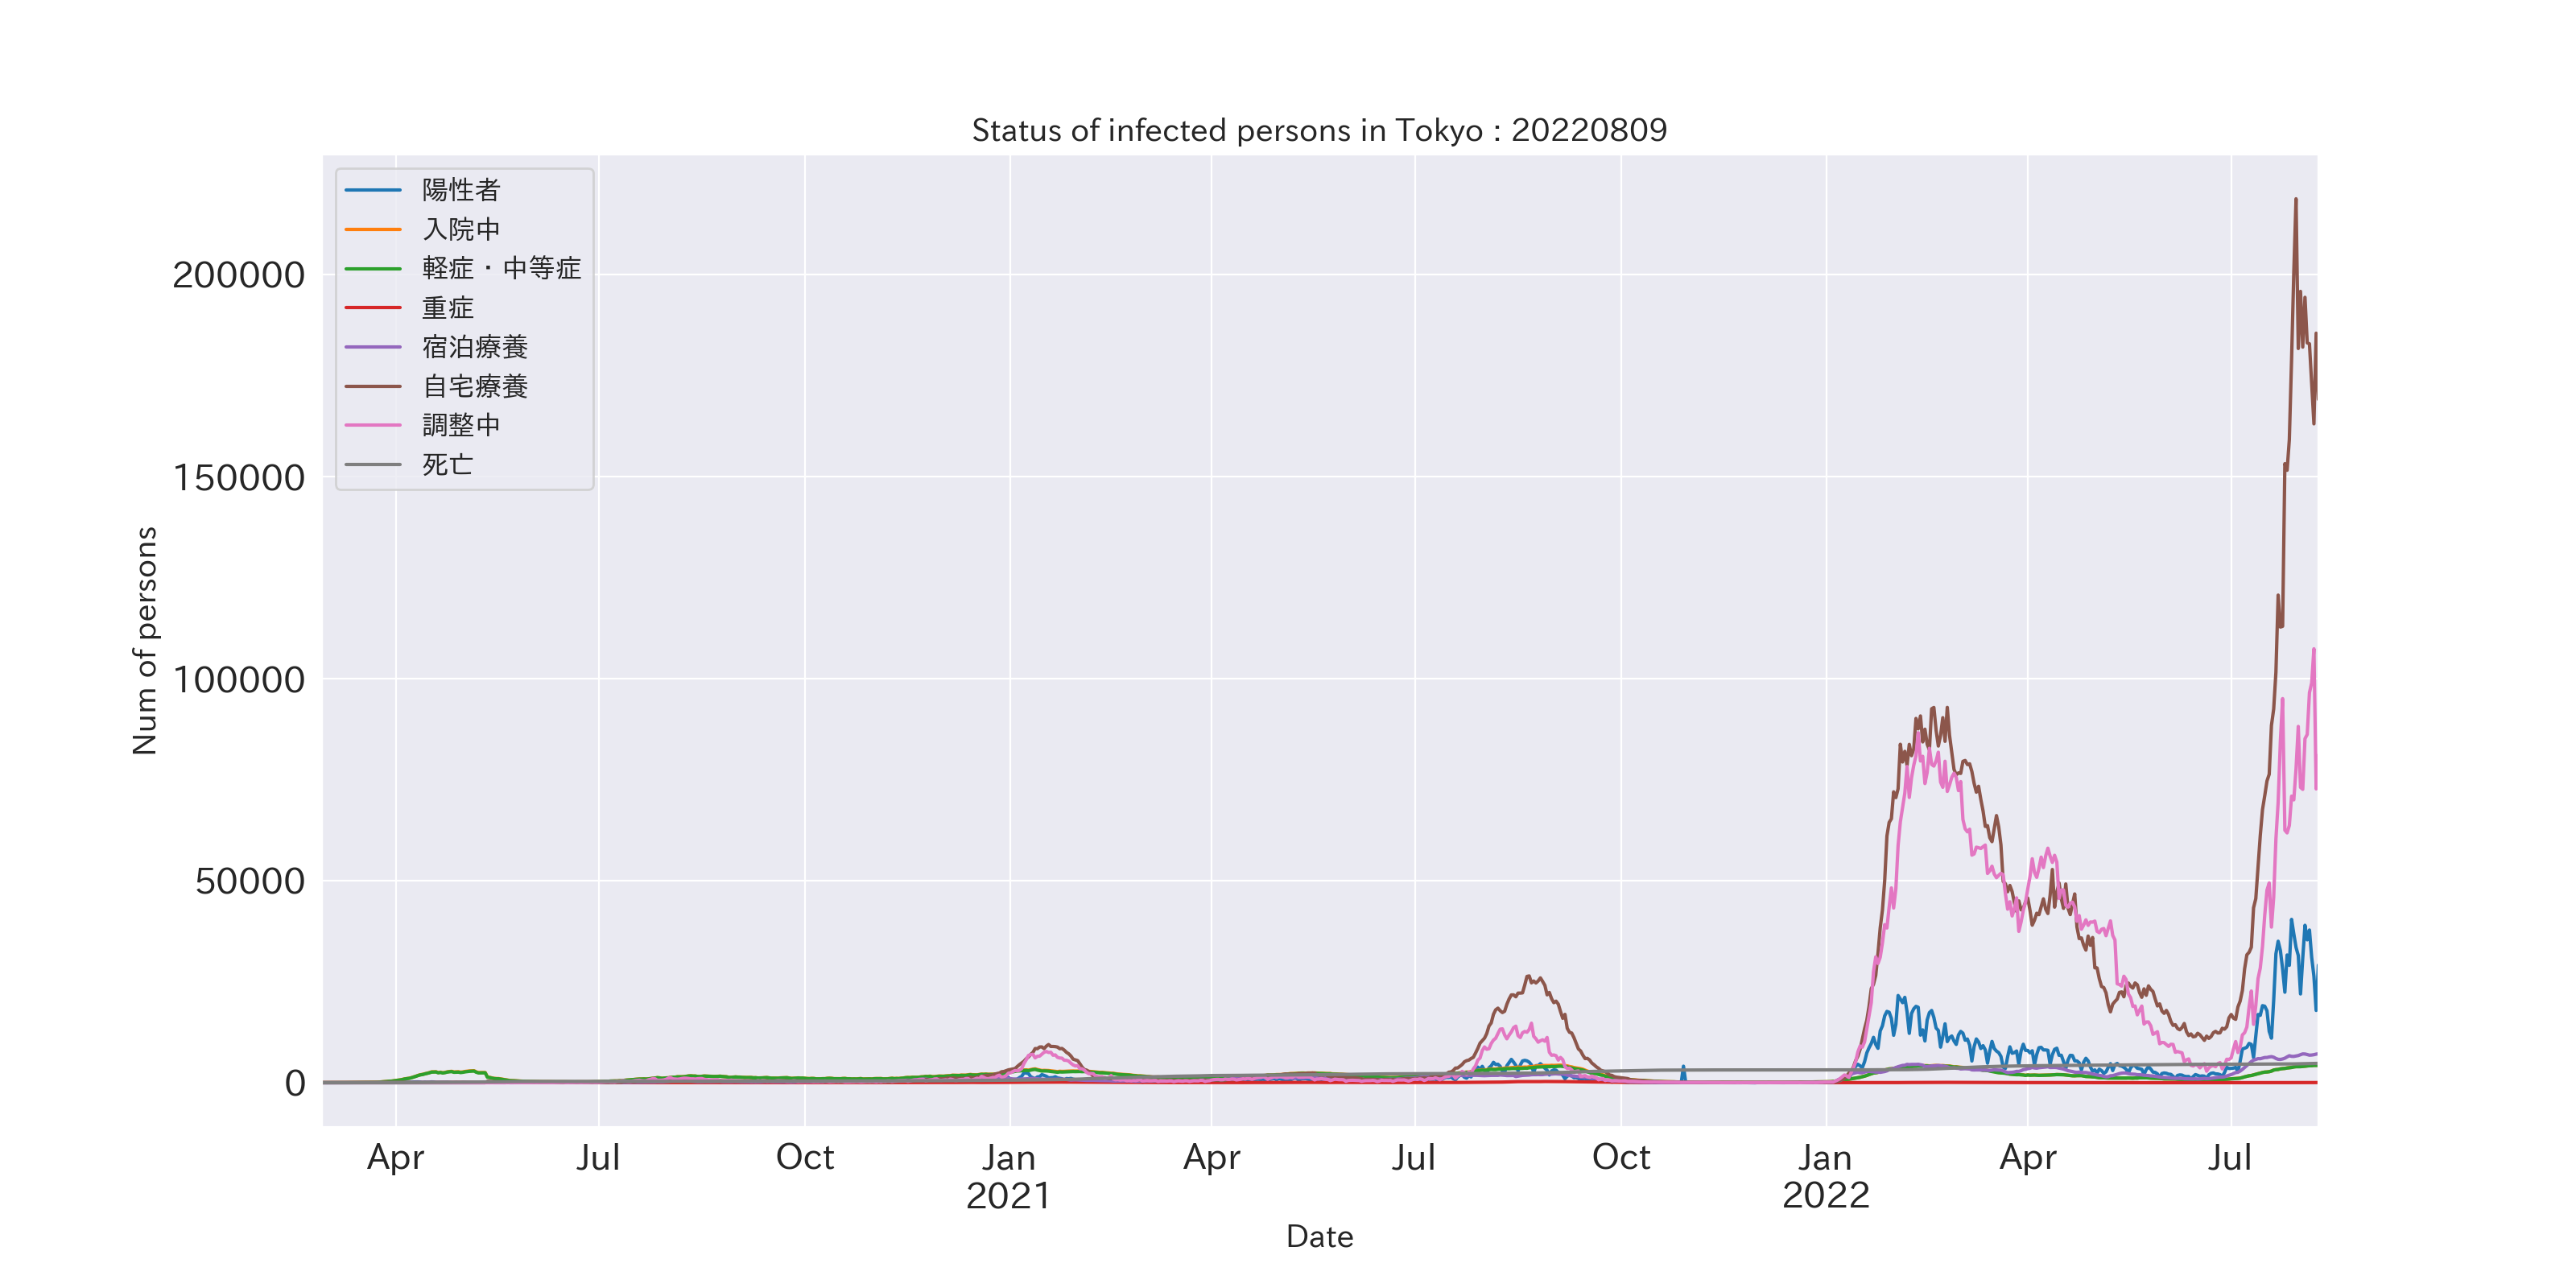 Status of infected persons in Tokyo : 20220809
陽性者
入院中
軽症・中等症
重症
宿泊療養
自宅療養
調整中
死亡
200000
150000
100000
50000
0
Num of persons
Apr Jul Oct Jan Apr Jul Oct Jan Apr Jul
2021 2022
Date